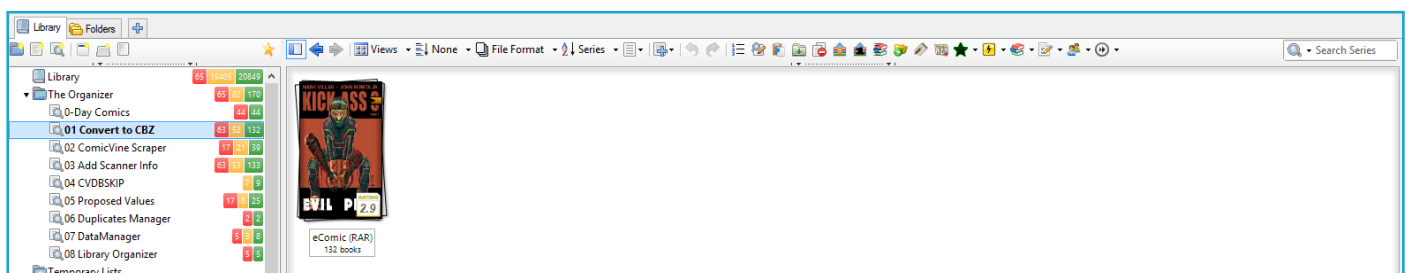 Library Folders
Views None File Format Series Search Series
Library 65 19405 20849
The Organizer 65 82 170
0-Day Comics 44 44
01 Convert to CBZ 63 52 132
02 ComicVine Scraper 17 21 39
03 Add Scanner Info 63 53 133
04 CVDBSKIP 7 9
05 Proposed Values 17 6 25
06 Duplicates Manager 2 2
07 DataManager 5 3 8
08 Library Organizer 5 5
Temporary Lists
KICK-ASS
EVIL
2.9
eComic (RAR)
132 books